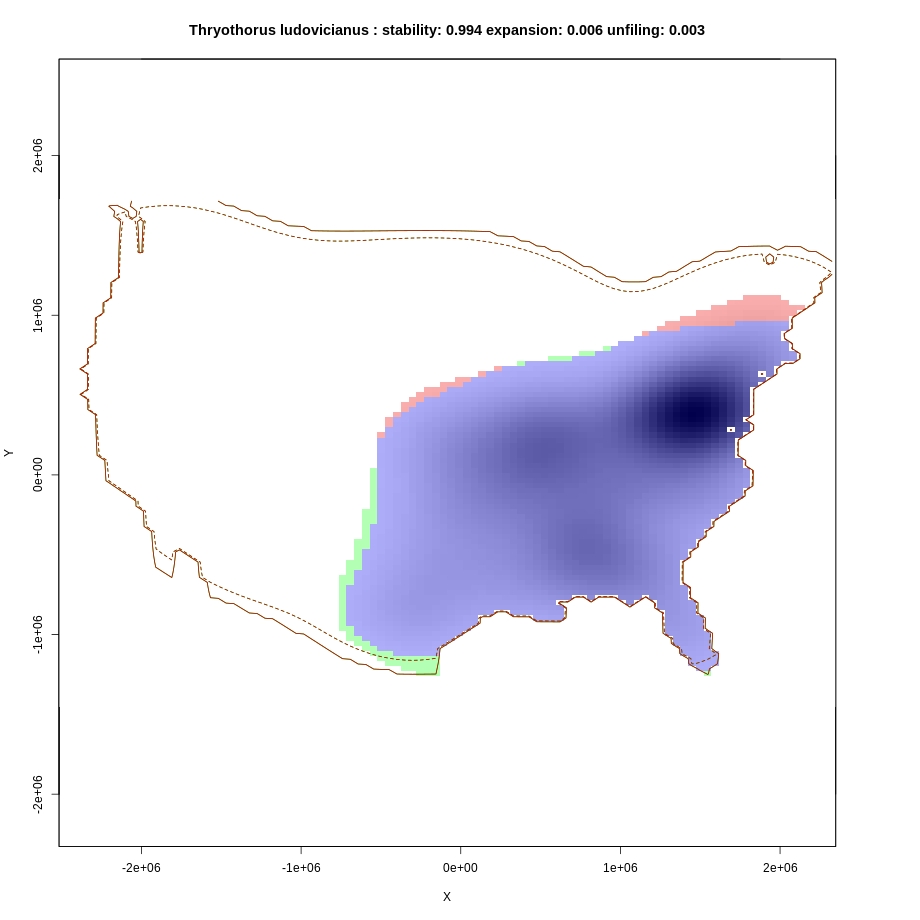 Thryothorus ludovicianus : stability: 0.994 expansion: 0.006 unfiling: 0.003
2e+06
1e+06
0e+00
-1e+06
-2e+06
Y
-2e+06 -1e+06 0e+00 1e+06 2e+06
X